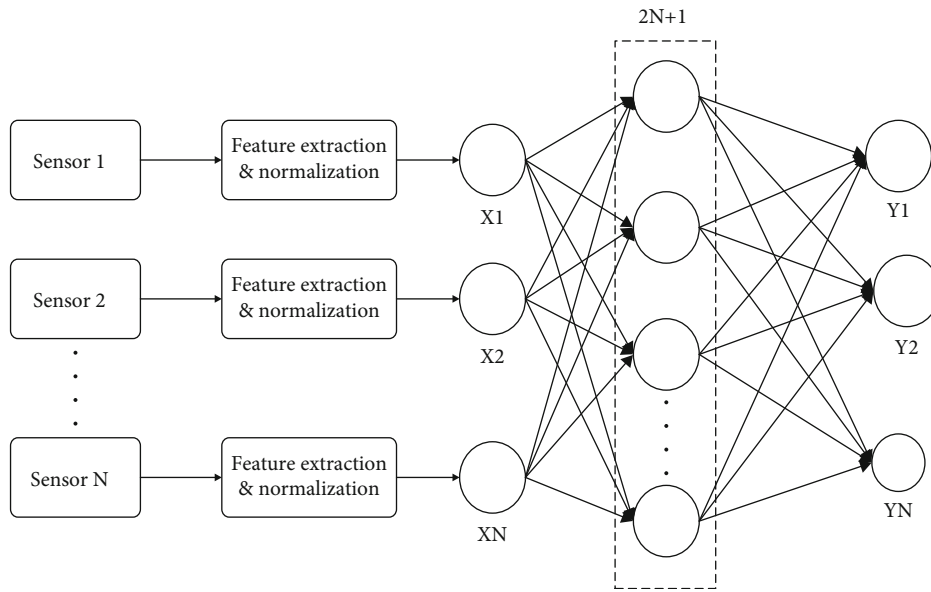 2N+1
Sensor 1
Feature extraction
& normalization
X1
Y1
Sensor 2
Feature extraction
& normalization
X2
Y2
Sensor N
Feature extraction
& normalization
XN
YN